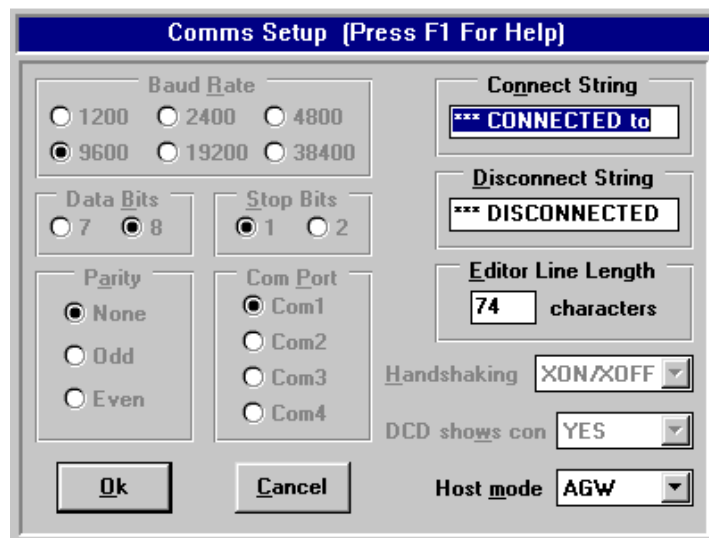 Comms Setup (Press F1 For Help)
Baud Rate
1200 2400 4800
9600 19200 38400
Data Bits
7 8
Stop Bits
1 2
Parity
None
Odd
Even
Com Port
Com1
Com2
Com3
Com4
Connect String
*** CONNECTED to
Disconnect String
*** DISCONNECTED
Editor Line Length
74 characters
Handshaking XON/XOFF
DCD shows con YES
Host mode AGW
Ok
Cancel